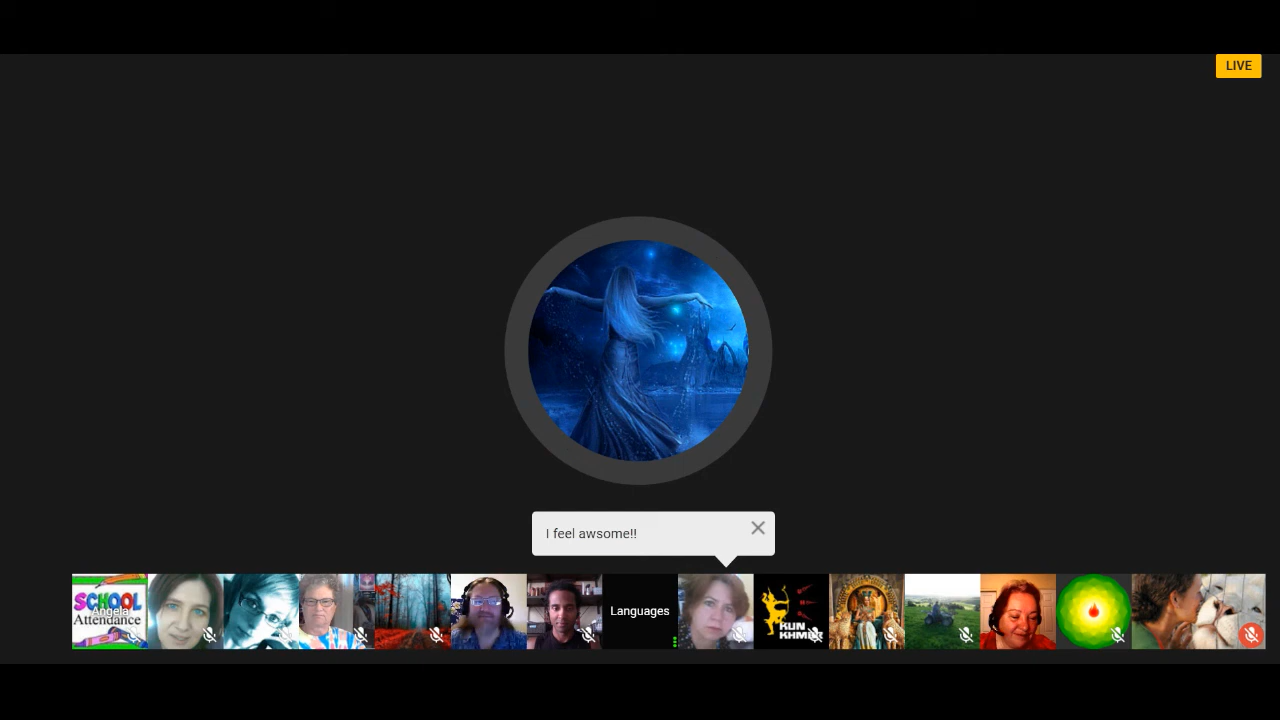 LIVE
I feel awsome!!
SCHOOL
Angela
Attendance
Languages
KUN
KHMER